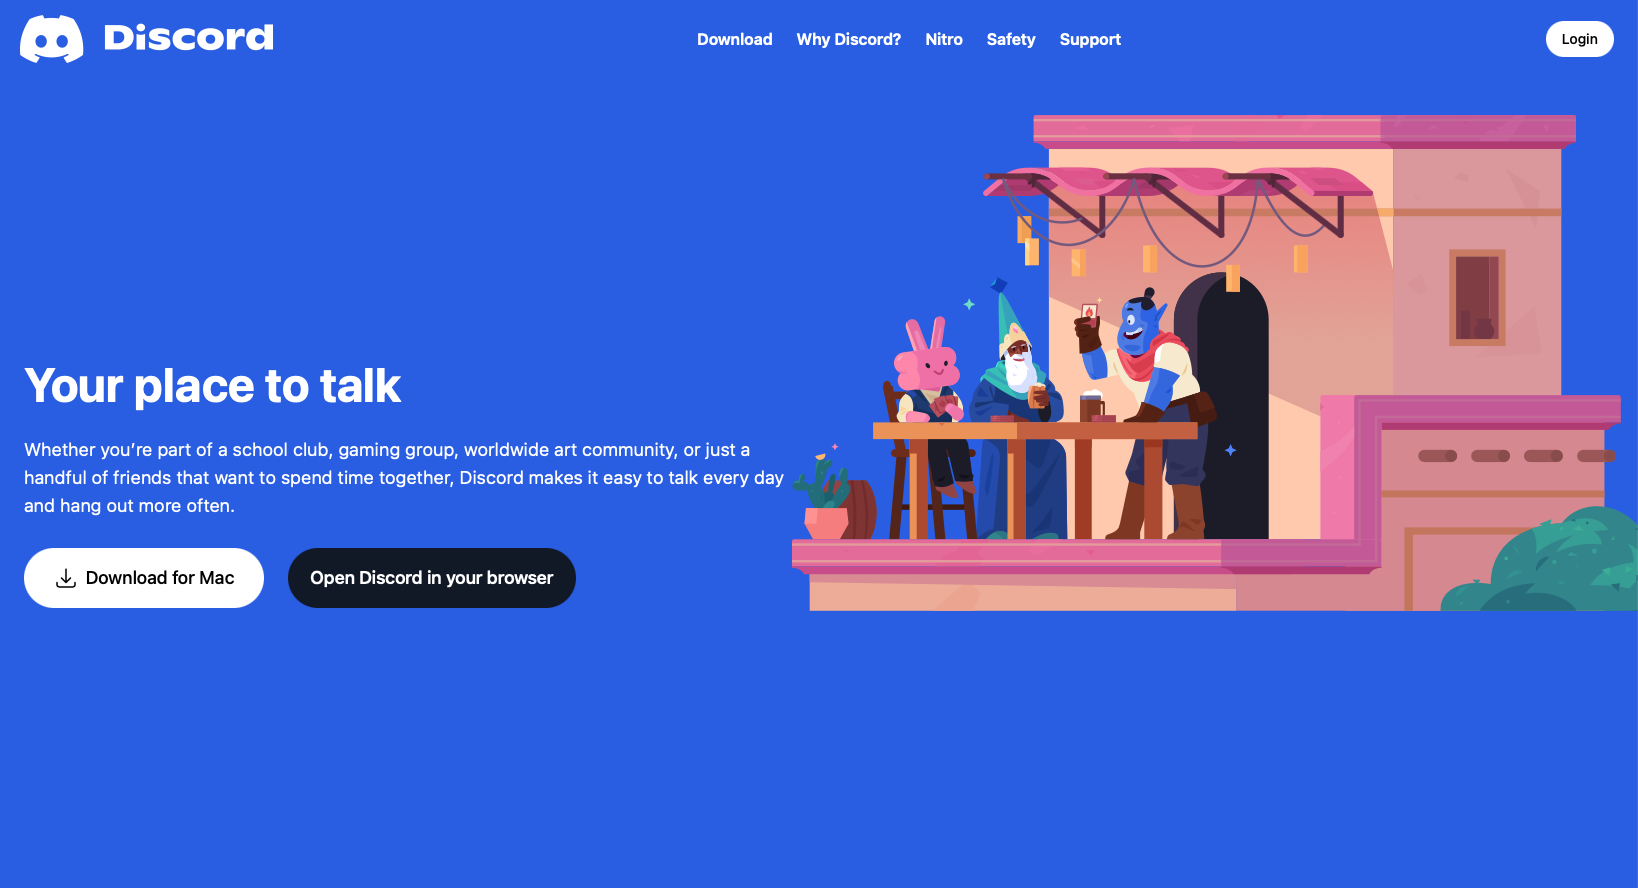 Discord
Download Why Discord? Nitro Safety Support
Login
Your place to talk
Whether you’re part of a school club, gaming group, worldwide art community, or just a
handful of friends that want to spend time together, Discord makes it easy to talk every day
and hang out more often.
Download for Mac
Open Discord in your browser